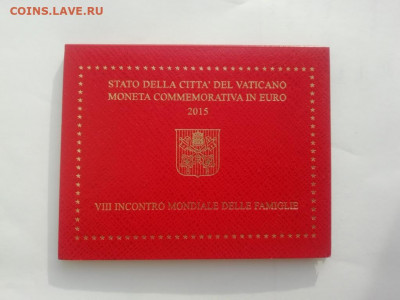 COINS.LAVE.RU
STATO DELLA CITTA' DEL VATICANO
MONETA COMMEMORATIVA IN EURO
2015
VIII INCONTRO MONDIALE DELLE FAMIGLIE